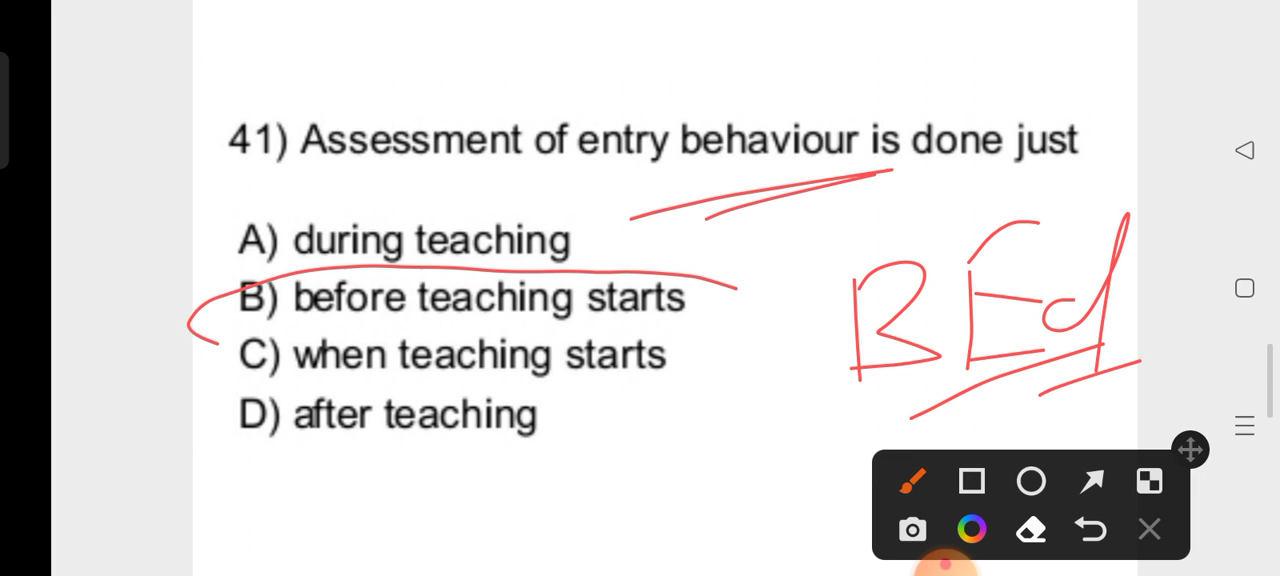 41) Assessment of entry behaviour is done just
A) during teaching
B) before teaching starts
C) when teaching starts
D) after teaching
BEd